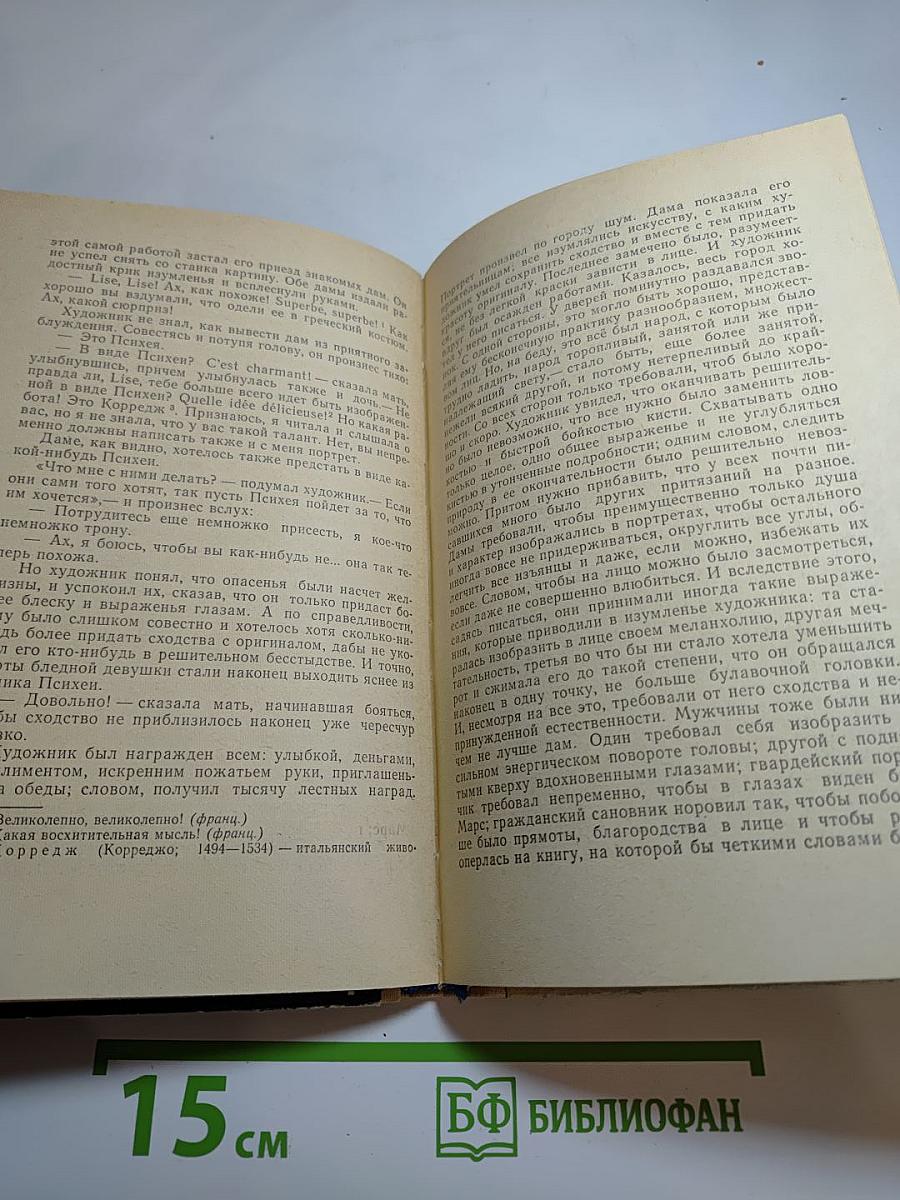 этой самой работой застал его приезд знакомых дам. Он
не успел снять со станка картину. Обе дамы издали ра-
достный крик изумленья и всплеснули руками.
— Lise, Lise! Ах, как похоже! Superbe, superbe! Как
хорошо вы вздумали, что одели ее в греческий костюм.
Ах, какой сюрприз!
Художник не знал, как вывести дам из приятного за-
блуждения. Совестясь и потупя голову, он произнес тихо:
— Это Психея.
— В виде Психеи? C'est charmant! — сказала мать,
улыбнувшись, причем улыбнулась также и дочь.— Не
правда ли, Lise, тебе больше всего идет быть изображен-
ной в виде Психеи? Quelle idée délicieuse!² Но какая ра-
бота! Это Корредж ³. Признаюсь, я читала и слышала о
вас, но я не знала, что у вас такой талант. Нет, вы непре-
менно должны написать также и с меня портрет.
Даме, как видно, хотелось также предстать в виде ка-
кой-нибудь Психеи.
«Что мне с ними делать? — подумал художник.— Если
они сами того хотят, так пусть Психея пойдет за то, что
им хочется»,— и произнес вслух:
— Потрудитесь еще немножко присесть, я кое-что
немножко трону.
— Ах, я боюсь, чтобы вы как-нибудь не... она так те-
перь похожа.
Но художник понял, что опасенья были насчет жел-
изны, и успокоил их, сказав, что он только придаст бо-
ее блеску и выраженья глазам. А по справедливости,
му было слишком совестно и хотелось хотя сколько-ни-
дь более придать сходства с оригиналом, дабы не уко-
л его кто-нибудь в решительном бесстыдстве. И точно,
рты бледной девушки стали наконец выходить яснее из
ика Психеи.
— Довольно! — сказала мать, начинавшая бояться,
бы сходство не приблизилось наконец уже чересчур
зко.
Художник был награжден всем: улыбкой, деньгами,
лиментом, искренним пожатьем руки, приглашень-
а обеды; словом, получил тысячу лестных наград.
Великолепно, великолепно! (франц.)
Какая восхитительная мысль! (франц.)
орредж (Корреджо; 1494—1534) — итальянский живо-
Портрет произвел по городу шум. Дама показала его
приятельницам; все изумлялись искусству, с каким ху-
дожник умел сохранить сходство и вместе с тем придать
красоту оригиналу. Последнее замечено было, разумеет-
ся, не без легкой краски зависти в лице. И художник
вдруг был осажден работами. Казалось, весь город хо-
тел у него писаться. У дверей поминутно раздавался зво-
нок. С одной стороны, это могло быть хорошо, представ-
ляя ему бесконечную практику разнообразием, множест-
вом лиц. Но, на беду, это всё был народ, с которым было
трудно ладить, народ торопливый, занятой или же при-
надлежащий свету,— стало быть, еще более занятой,
нежели всякий другой, и потому нетерпеливый до край-
ности. Со всех сторон только требовали, чтоб было хоро-
шо и скоро. Художник увидел, что оканчивать решитель-
но было невозможно, что все нужно было заменить лов-
костью и быстрой бойкостью кисти. Схватывать одно
только целое, одно общее выраженье и не углубляться
кистью в утонченные подробности; одним словом, следить
природу в ее окончательности было решительно невоз-
можно. Притом нужно прибавить, что у всех почти пи-
савшихся много было других притязаний на разное.
Дамы требовали, чтобы преимущественно только душа
и характер изображались в портретах, чтобы остального
иногда вовсе не придерживаться, округлить все углы, об-
легчить все изъянцы и даже, если можно, избежать их
вовсе. Словом, чтобы на лицо можно было засмотреться,
если даже не совершенно влюбиться. И вследствие этого,
садясь писаться, они принимали иногда такие выраже-
ния, которые приводили в изумленье художника: та ста-
ралась изобразить в лице своем меланхолию, другая меч-
тательность, третья во что бы ни стало хотела уменьшить
рот и сжимала его до такой степени, что он обращался
наконец в одну точку, не больше булавочной головки.
И, несмотря на все это, требовали от него сходства и не-
принужденной естественности. Мужчины тоже были ни
чем не лучше дам. Один требовал себя изобразить
сильном энергическом повороте головы; другой с подн
тыми кверху вдохновенными глазами; гвардейский пор
чик требовал непременно, чтобы в глазах виден б
Марс; гражданский сановник норовил так, чтобы побо
ше было прямоты, благородства в лице и чтобы р
оперлась на книгу, на которой бы четкими словами б
15 см
БФ БИБЛИОФАН